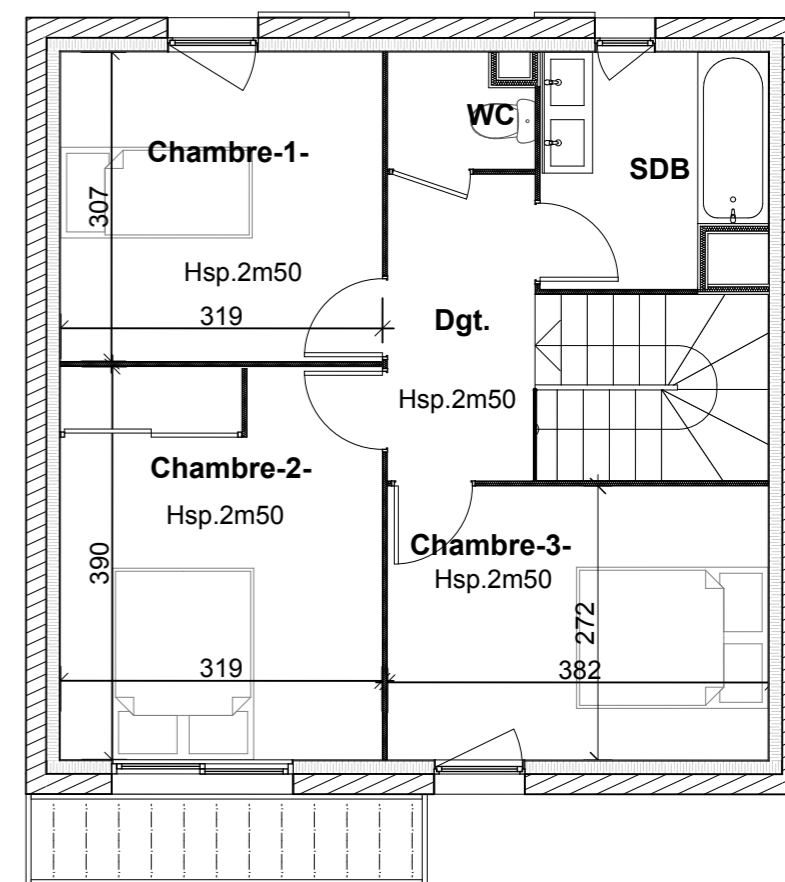 WC
Chambre-1-
SDB
307
Hsp.2m50
319
Dgt.
Hsp.2m50
Chambre-2-
Hsp.2m50
Chambre-3-
Hsp.2m50
390
272
319
382